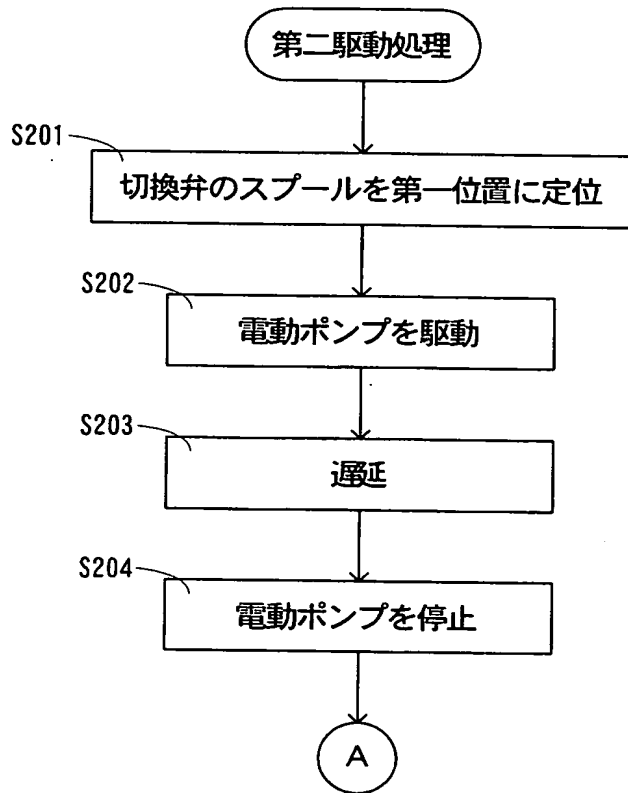 第二駆動処理
S201
切換弁のスプールを第一位置に定位
S202
電動ポンプを駆動
S203
遅延
S204
電動ポンプを停止
A